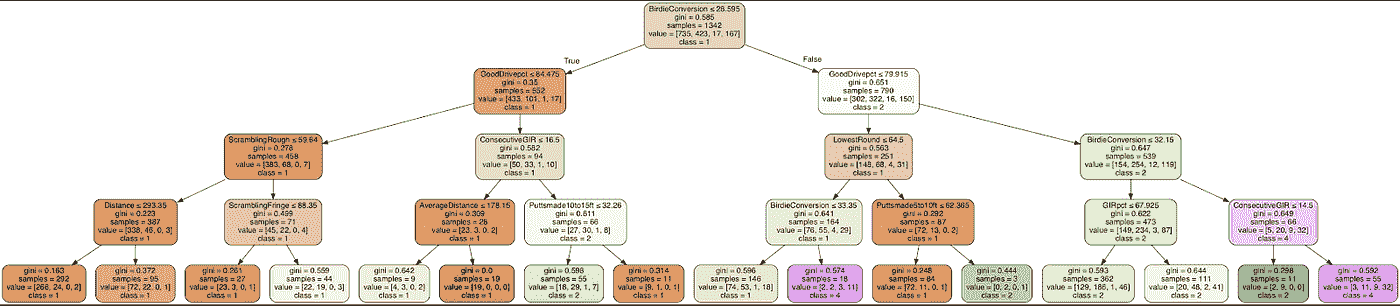 BirdieConversion ≤ 28.595
gini = 0.585
samples = 1342
value = [735, 423, 17, 167]
class = 1
True
False
GoodDrivepct ≤ 84.475
gini = 0.35
samples = 552
value = [433, 101, 1, 17]
class = 1
GoodDrivepct ≤ 79.915
gini = 0.651
samples = 790
value = [302, 322, 16, 150]
class = 2
ScramblingRough ≤ 59.64
gini = 0.278
samples = 458
value = [383, 68, 0, 7]
class = 1
ConsecutiveGIR ≤ 16.5
gini = 0.582
samples = 94
value = [50, 33, 1, 10]
class = 1
LowestRound ≤ 64.5
gini = 0.563
samples = 251
value = [148, 68, 4, 31]
class = 1
BirdieConversion ≤ 32.15
gini = 0.647
samples = 539
value = [154, 254, 12, 119]
class = 2
Distance ≤ 293.35
gini = 0.223
samples = 387
value = [338, 46, 0, 3]
class = 1
ScramblingFringe ≤ 88.35
gini = 0.499
samples = 71
value = [45, 22, 0, 4]
class = 1
AverageDistance ≤ 178.15
gini = 0.309
samples = 28
value = [23, 3, 0, 2]
class = 1
Puttsmade10to15ft ≤ 32.26
gini = 0.611
samples = 66
value = [27, 30, 1, 8]
class = 2
BirdieConversion ≤ 33.35
gini = 0.641
samples = 164
value = [76, 55, 4, 29]
class = 1
Puttsmade5to10ft ≤ 62.365
gini = 0.292
samples = 87
value = [72, 13, 0, 2]
class = 1
GIRpct ≤ 67.925
gini = 0.622
samples = 473
value = [149, 234, 3, 87]
class = 2
ConsecutiveGIR ≤ 14.5
gini = 0.649
samples = 66
value = [5, 20, 9, 32]
class = 4
gini = 0.163
samples = 292
value = [266, 24, 0, 2]
class = 1
gini = 0.372
samples = 95
value = [72, 22, 0, 1]
class = 1
gini = 0.261
samples = 27
value = [23, 3, 0, 1]
class = 1
gini = 0.559
samples = 44
value = [22, 19, 0, 3]
class = 1
gini = 0.642
samples = 9
value = [4, 3, 0, 2]
class = 1
gini = 0.0
samples = 19
value = [19, 0, 0, 0]
class = 1
gini = 0.598
samples = 55
value = [18, 29, 1, 7]
class = 2
gini = 0.314
samples = 11
value = [9, 1, 0, 1]
class = 1
gini = 0.596
samples = 146
value = [74, 53, 1, 18]
class = 1
gini = 0.574
samples = 18
value = [2, 2, 3, 11]
class = 4
gini = 0.248
samples = 84
value = [72, 11, 0, 1]
class = 1
gini = 0.444
samples = 3
value = [0, 2, 0, 1]
class = 2
gini = 0.593
samples = 362
value = [129, 186, 1, 46]
class = 2
gini = 0.644
samples = 111
value = [20, 48, 2, 41]
class = 2
gini = 0.298
samples = 11
value = [2, 9, 0, 0]
class = 2
gini = 0.592
samples = 55
value = [3, 11, 9, 32]
class = 4